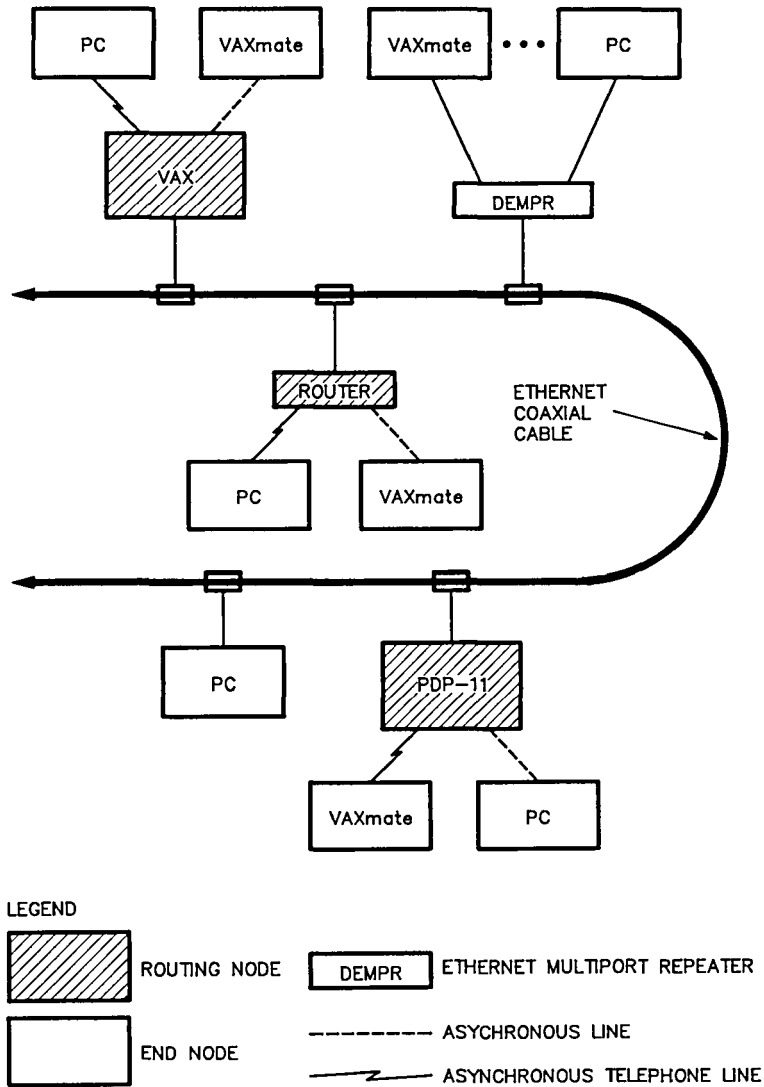 PC
VAXmate
VAXmate
PC
VAX
DEMPR
ROUTER
ETHERNET
COAXIAL
CABLE
PC
VAXmate
PC
PDP-11
VAXmate
PC
LEGEND
ROUTING NODE
DEMPR
ETHERNET MULTIPORT REPEATER
END NODE
ASYCHRONOUS LINE
ASYNCHRONOUS TELEPHONE LINE